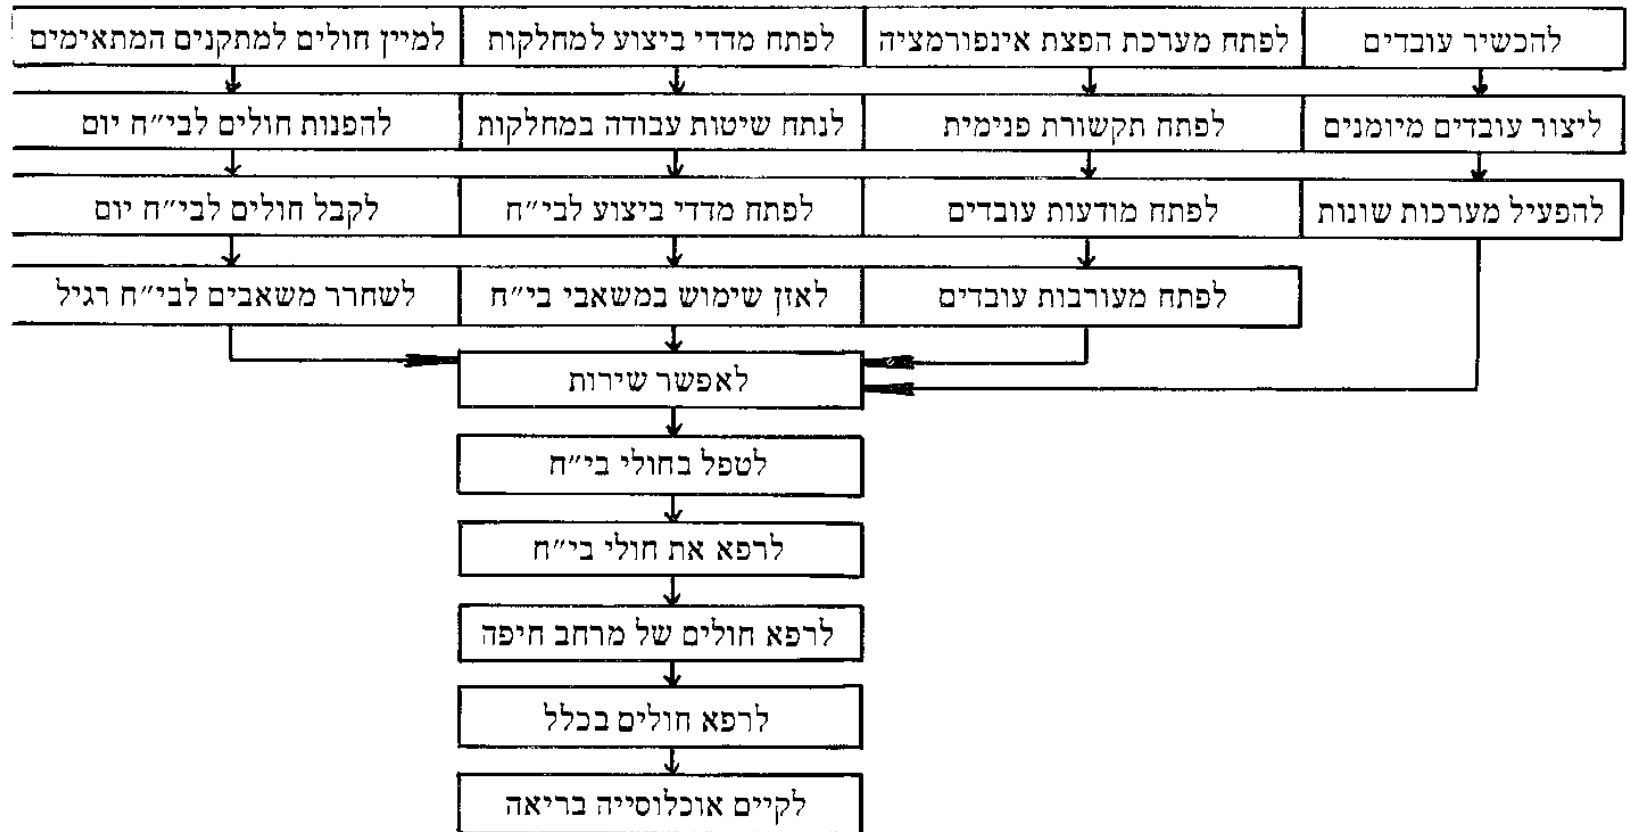 להכשיר עובדים
לפתח מערכת הפצת אינפורמציה
לפתח מדדי ביצוע למחלקות
למיין חולים למתקנים המתאימים
ליצור עובדים מיומנים
לפתח תקשורת פנימית
לנתח שיטות עבודה במחלקות
להפנות חולים לבי״ח יום
להפעיל מערכות שונות
לפתח מודעות עובדים
לפתח מדדי ביצוע לבי״ח
לקבל חולים לבי״ח יום
לפתח מעורבות עובדים
לאזן שימוש במשאבי בי״ח
לשחרר משאבים לבי״ח רגיל
לאפשר שירות
לטפל בחולי בי״ח
לרפא את חולי בי״ח
לרפא חולים של מרחב חיפה
לרפא חולים בכלל
לקיים אוכלוסייה בריאה